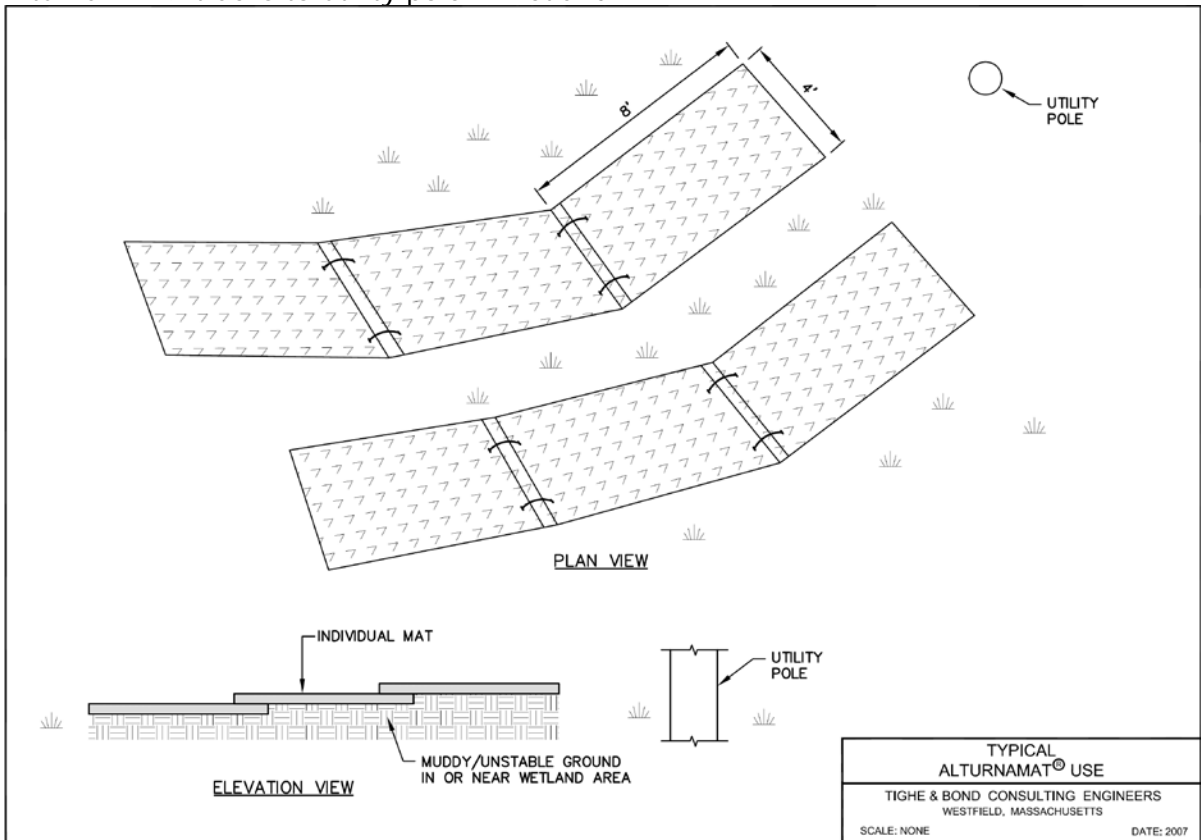 8'
4'
UTILITY
POLE
PLAN VIEW
INDIVIDUAL MAT
UTILITY
POLE
MUDDY/UNSTABLE GROUND
IN OR NEAR WETLAND AREA
ELEVATION VIEW
TYPICAL
ALTURNAMAT® USE
TIGHE & BOND CONSULTING ENGINEERS
WESTFIELD, MASSACHUSETTS
SCALE: NONE
DATE: 2007